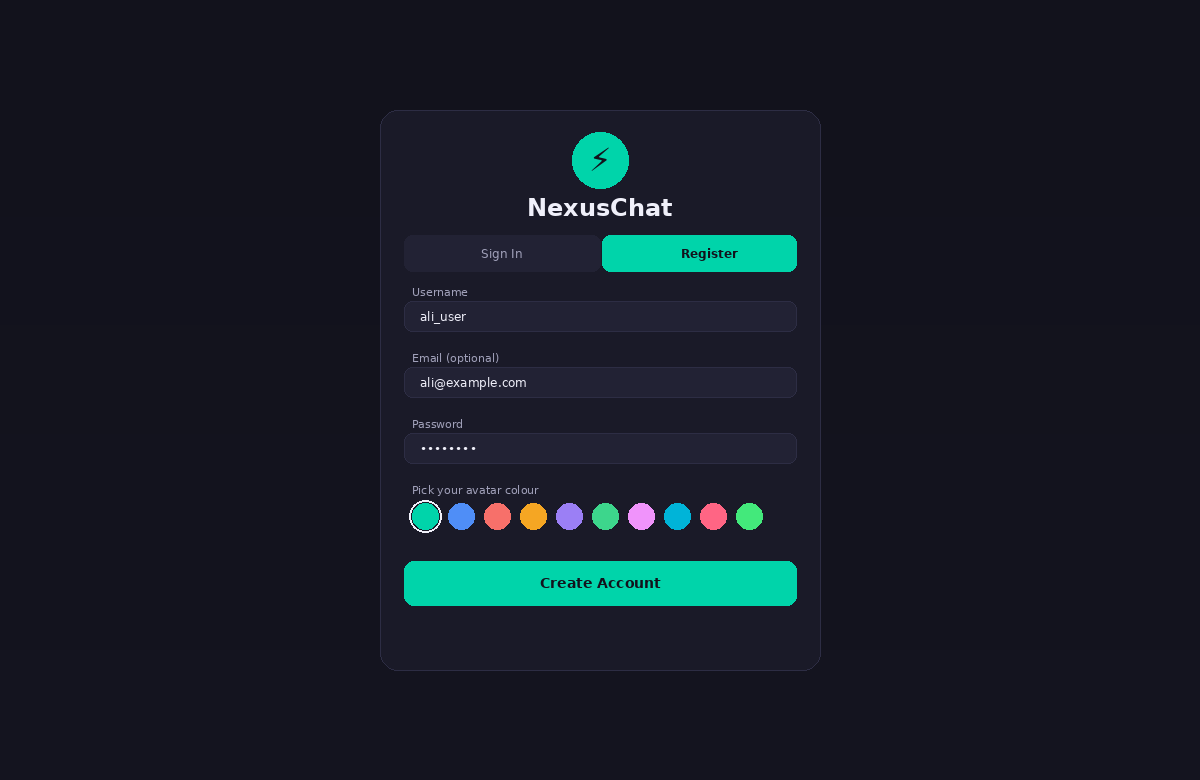 ⚡
NexusChat
Sign In Register
Username
ali_user
Email (optional)
ali@example.com
Password
••••••••
Pick your avatar colour
Create Account